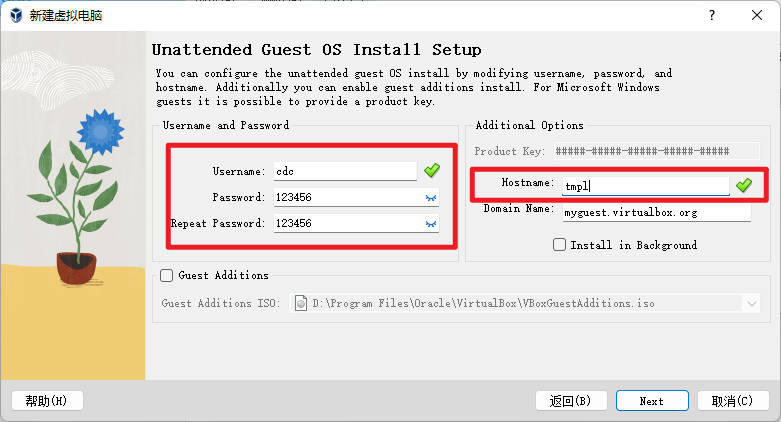 新建虚拟电脑
Unattended Guest OS Install Setup
You can configure the unattended guest OS install by modifying username, password, and
hostname. Additionally you can enable guest additions install. For Microsoft Windows
guests it is possible to provide a product key.
Username and Password
Username: cdc
Password: 123456
Repeat Password: 123456
Additional Options
Product Key: #####-#####-#####-#####-#####
Hostname: tmpl
Domain Name: myguest.virtualbox.org
Install in Background
Guest Additions
Guest Additions ISO: D:\Program Files\Oracle\VirtualBox\VBoxGuestAdditions.iso
帮助(H)
返回(B)
Next
取消(C)